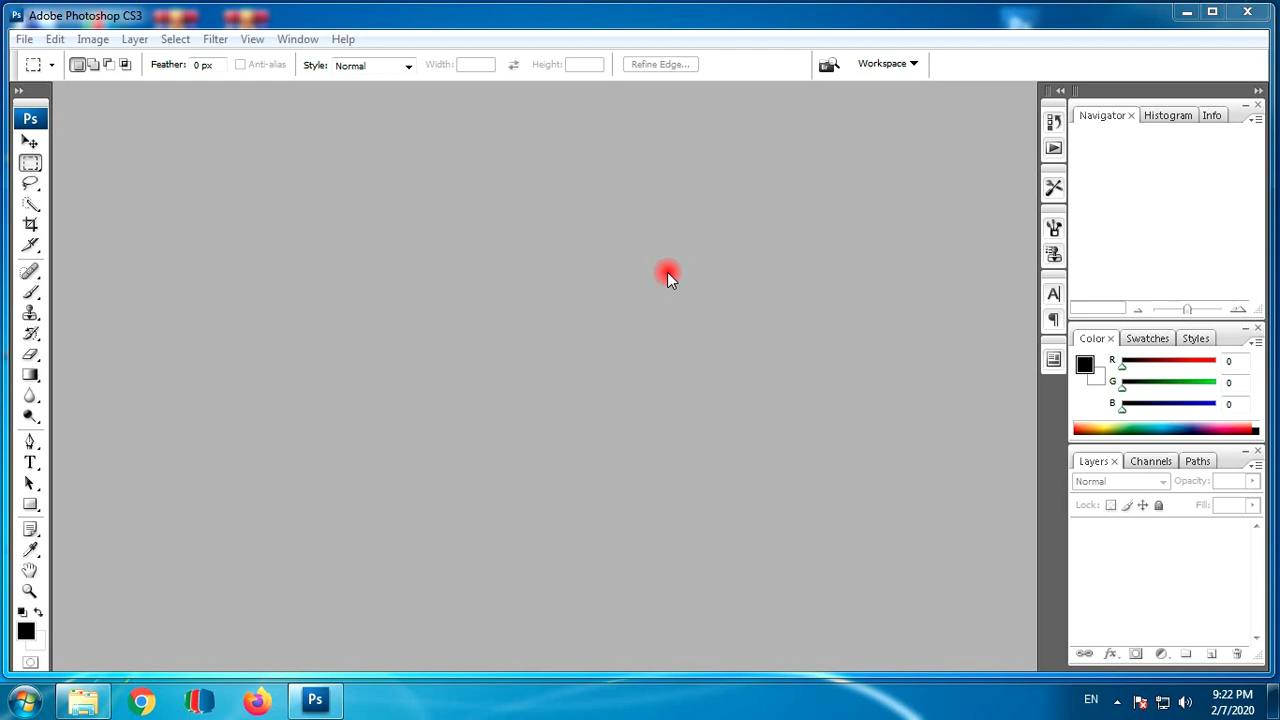 Ps Adobe Photoshop CS3
File Edit Image Layer Select Filter View Window Help
Feather: 0 px Anti-alias Style: Normal Width: Height: Refine Edge... Workspace
Ps
Navigator Histogram Info
Color Swatches Styles
R 0
G 0
B 0
Layers Channels Paths
Normal Opacity:
Lock: Fill:
Ps EN 9:22 PM
2/7/2020